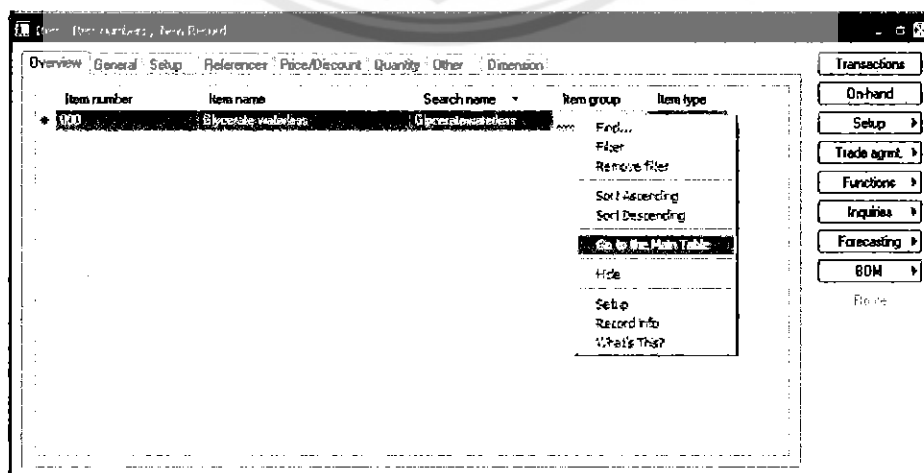 Item numbers, New Record
Overview General Setup References Price/Discount Quantity Other Dimension
Item number Item name Search name Item group Item type
000 Glycerate waterless Glyceratewaterless
Find...
Filter
Remove filter
Sort Ascending
Sort Descending
Go to the Main Table
Hide
Setup
Record info
What's This?
Transactions
On-hand
Setup
Trade agmt.
Functions
Inquiries
Forecasting
BOM
Route